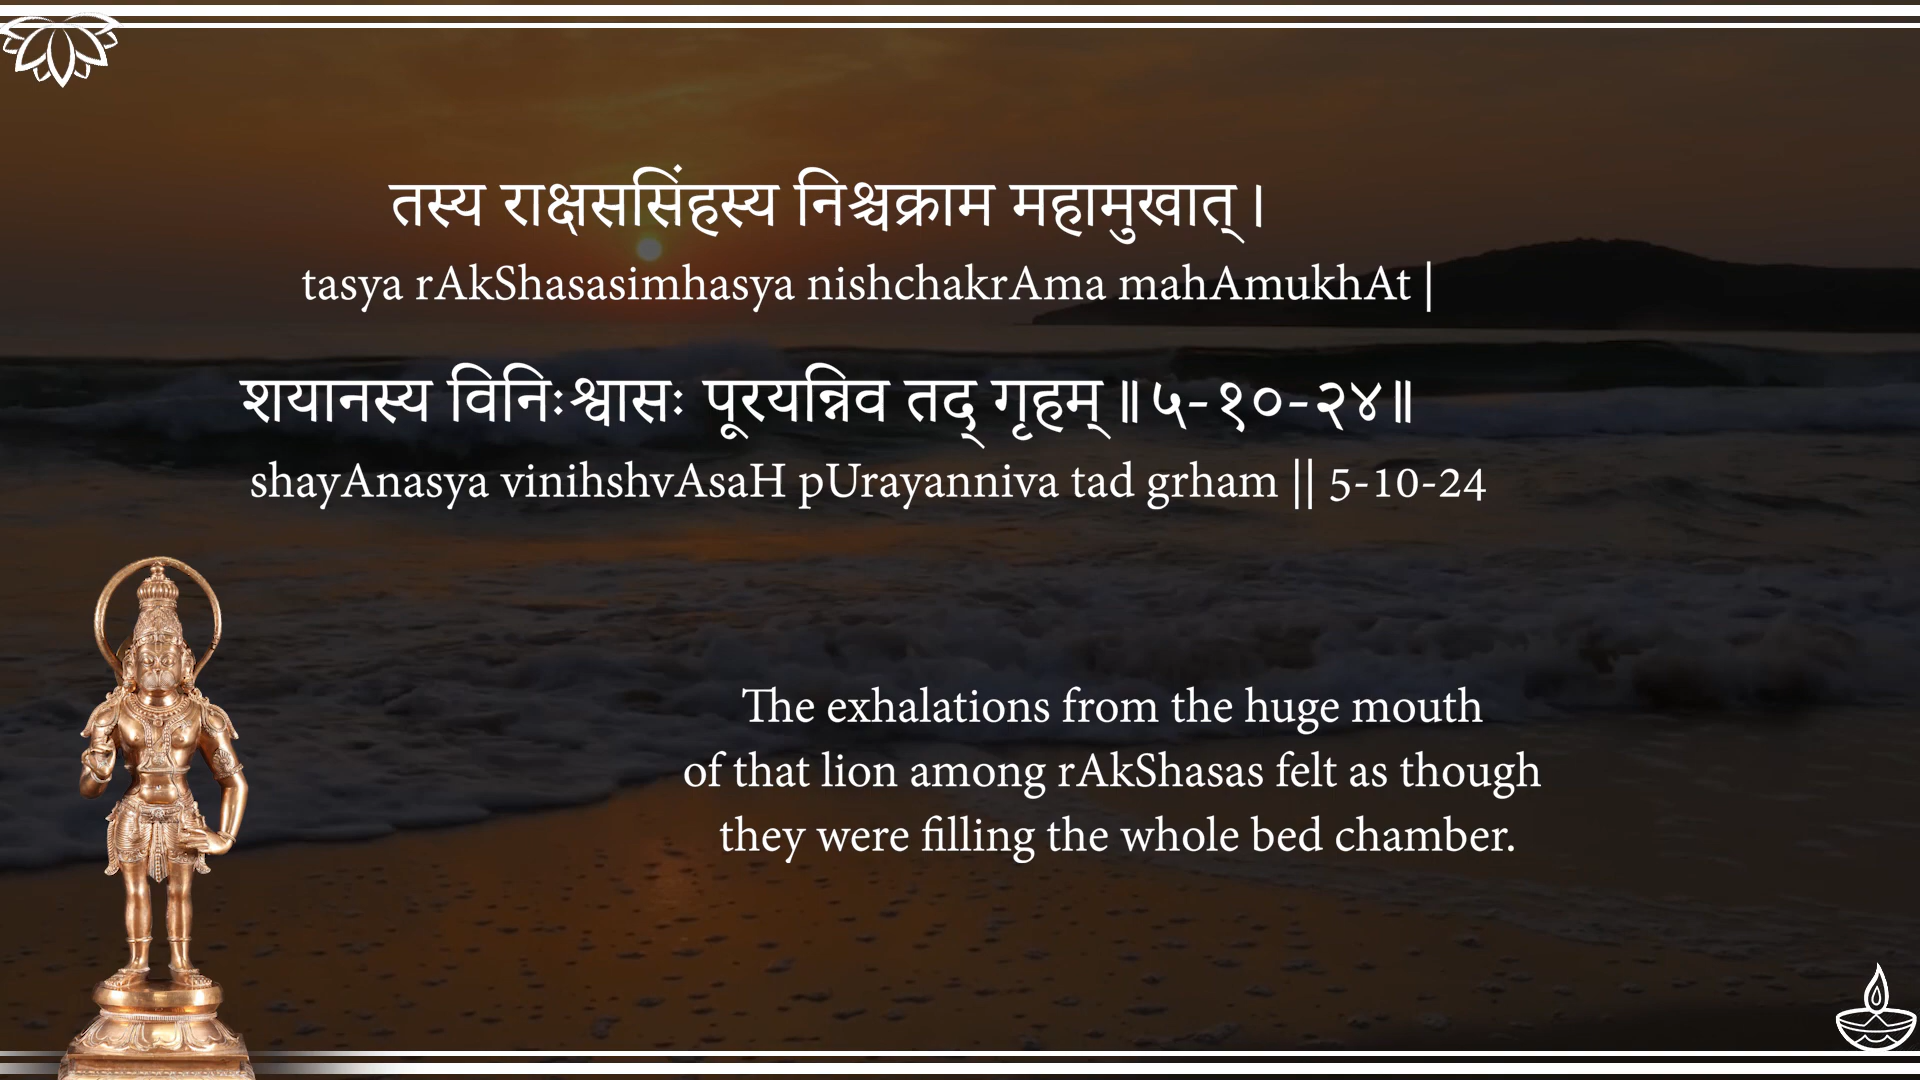 तस्य राक्षससिंहस्य निश्चक्राम महामुखात् ।
tasya rAkShasasimhasya nishchakrAma mahAmukhAt |
शयानस्य विनिःश्वासः पूरयन्निव तद् गृहम् ॥५-१०-२४॥
shayAnasya vinihshvAsaH pUrayanniva tad grham || 5-10-24
The exhalations from the huge mouth
of that lion among rAkShasas felt as though
they were filling the whole bed chamber.